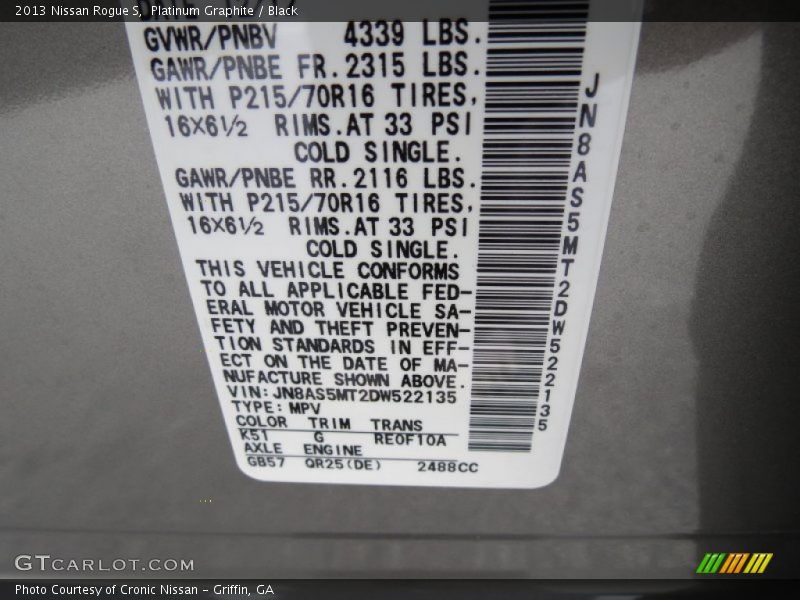 2013 Nissan Rogue S, Platinum Graphite / Black
GVWR/PNBV 4339 LBS.
GAWR/PNBE FR. 2315 LBS.
WITH P215/70R16 TIRES,
16X6½ RIMS. AT 33 PSI
COLD SINGLE.
GAWR/PNBE RR. 2116 LBS.
WITH P215/70R16 TIRES,
16X6½ RIMS. AT 33 PSI
COLD SINGLE.
THIS VEHICLE CONFORMS
TO ALL APPLICABLE FED-
ERAL MOTOR VEHICLE SA-
FETY AND THEFT PREVEN-
TION STANDARDS IN EFF-
ECT ON THE DATE OF MA-
NUFACTURE SHOWN ABOVE.
VIN: JN8AS5MT2DW522135
TYPE: MPV
COLOR TRIM TRANS
K51 G RE0F10A
AXLE ENGINE
GB57 QR25(DE) 2488CC
JN8AS5MT2DW522135
GTCARLOT.COM
Photo Courtesy of Cronic Nissan - Griffin, GA